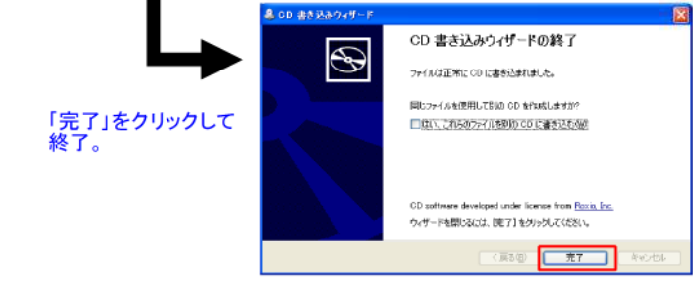 CD 書き込みウィザード
CD 書き込みウィザードの終了
ファイルは正常に CD に書き込まれました。
同じファイルを使用して別の CD を作成しますか?
はい、これらのファイルを別の CD に書き込む(W)
「完了」をクリックして
終了。
CD software developed under license from Roxio, Inc.
ウィザードを閉じるには、[完了] をクリックしてください。
< 戻る(B)
完了
キャンセル